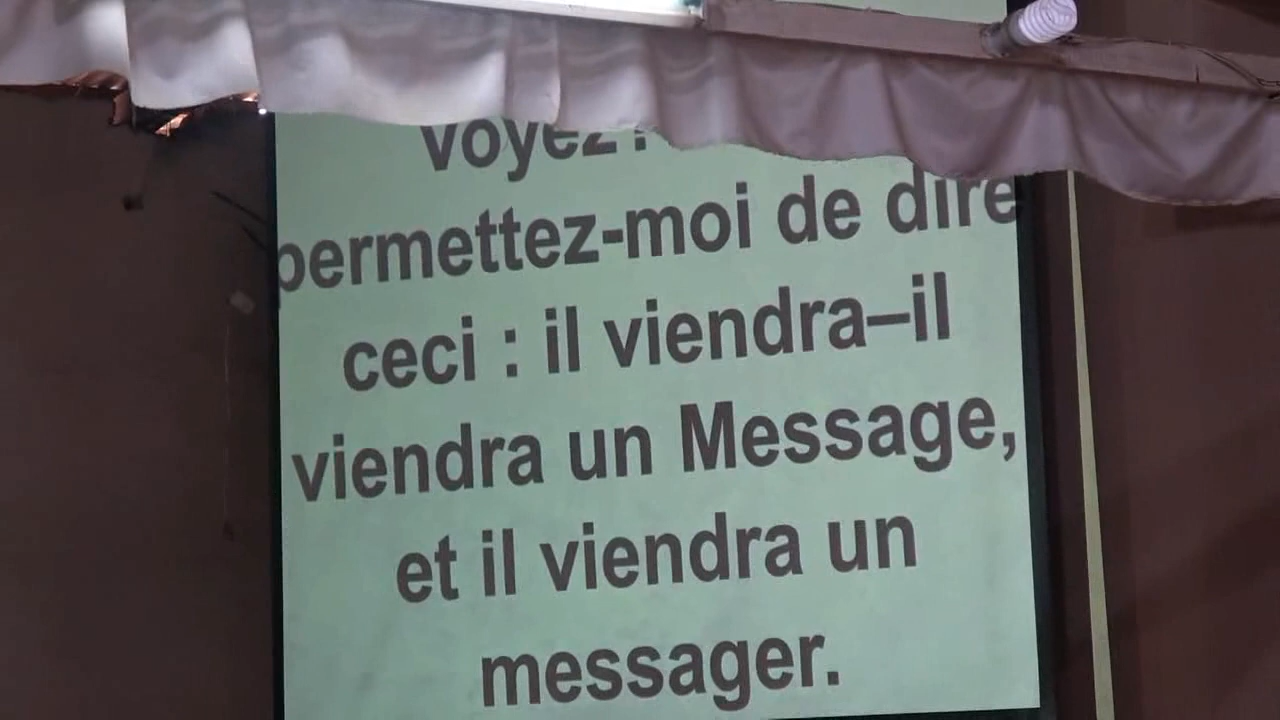 voyez?
permettez-moi de dire
ceci : il viendra–il
viendra un Message,
et il viendra un
messager.